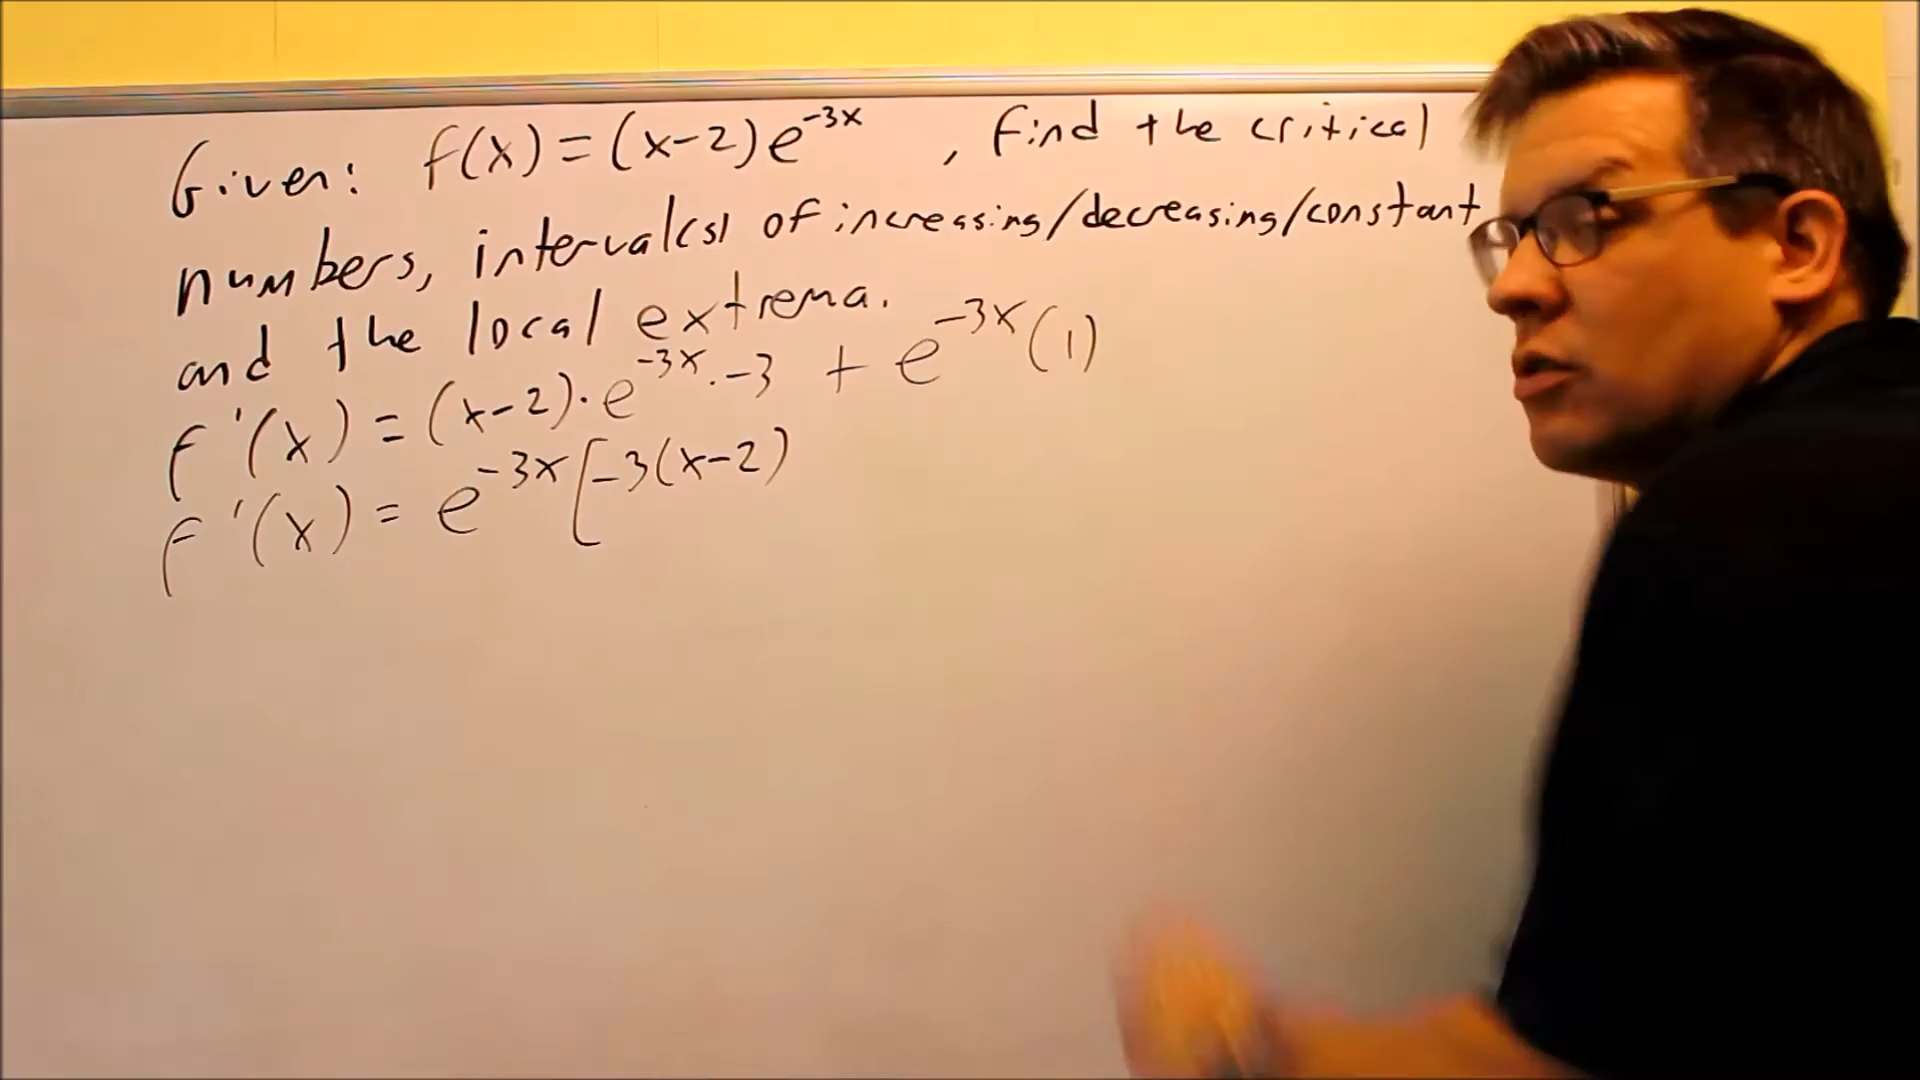 Given: f(x) = (x-2)e^{-3x} , find the critical
numbers, interval(s) of increasing/decreasing/constant
and the local extrema.
f'(x) = (x-2)·e^{-3x}·-3 + e^{-3x}(1)
f'(x) = e^{-3x}[-3(x-2)